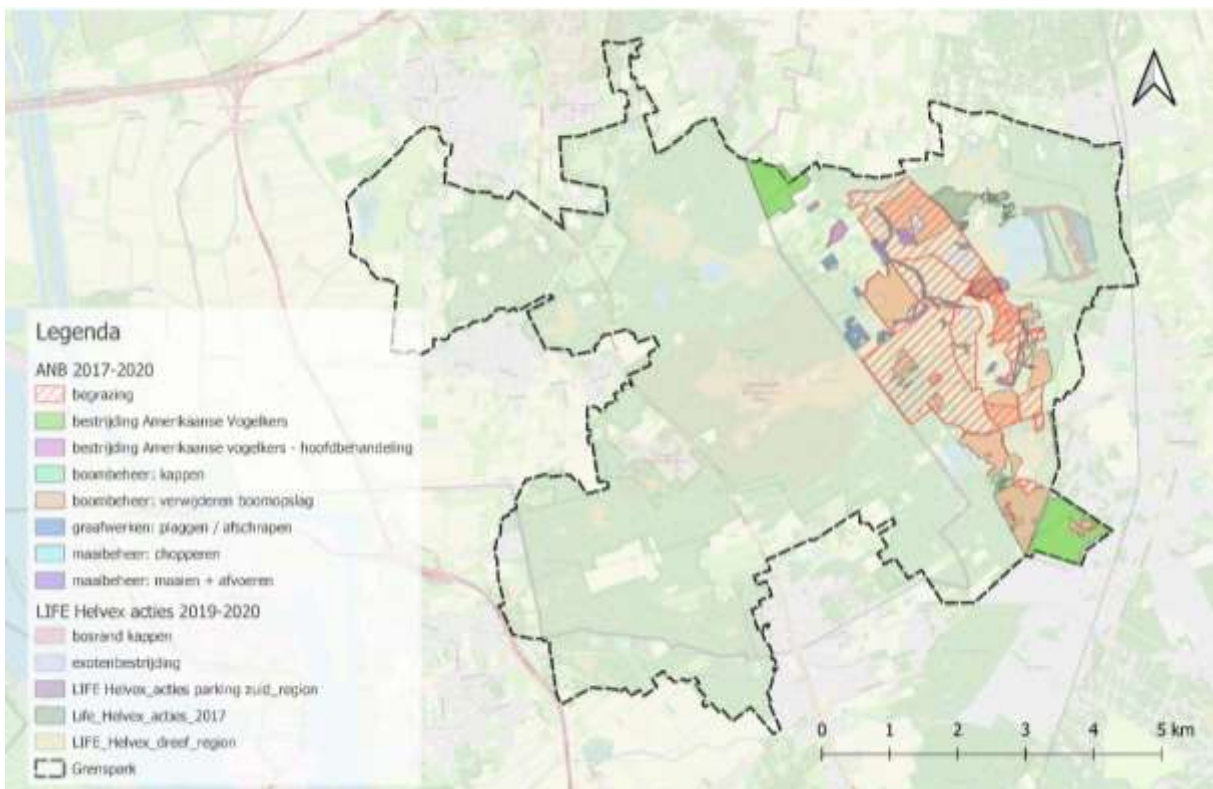 Legenda
ANB 2017-2020
begrazing
bestrijding Amerikaanse Vogelkers
bestrijding Amerikaanse vogelkers - hoofdbehandeling
boombeheer: kappen
boombeheer: verwijderen boomopslag
graafwerken: plaggen / afschrapen
maaibeheer: chopperen
maaibeheer: maaien + afvoeren
LIFE Helvex acties 2019-2020
bosrand kappen
exotenbestrijding
LIFE Helvex_acties parking zuid_region
Life_Helvex_acties_2017
LIFE_Helvex_dreef_region
Grenspark
0 1 2 3 4 5 km